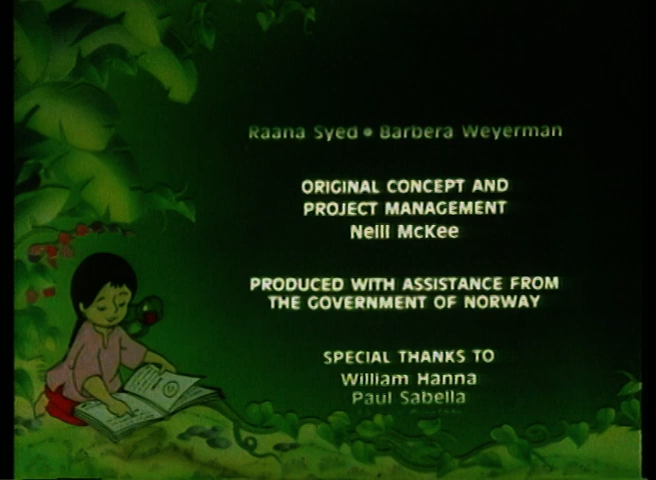 Raana Syed • Barbera Weyerman
ORIGINAL CONCEPT AND
PROJECT MANAGEMENT
Neill McKee
PRODUCED WITH ASSISTANCE FROM
THE GOVERNMENT OF NORWAY
SPECIAL THANKS TO
William Hanna
Paul Sabella